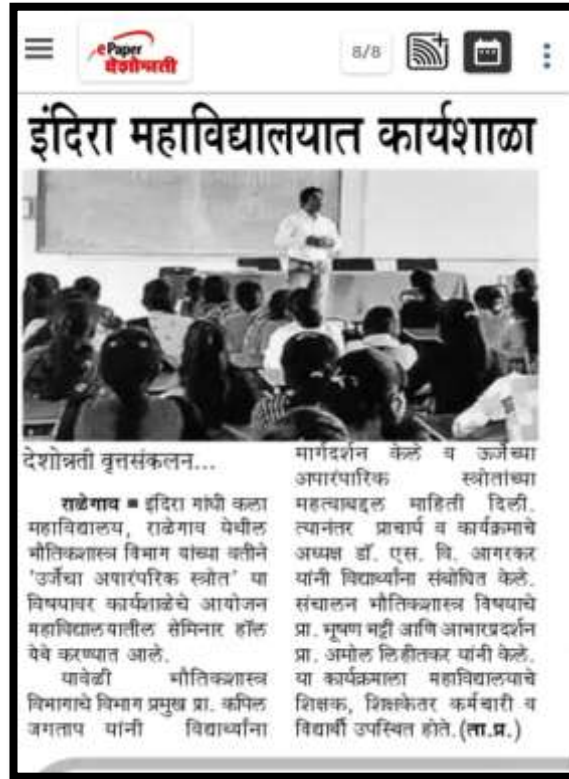 ePaper
देशोन्नती
8/8
इंदिरा महाविद्यालयात कार्यशाळा
देशोन्नती वृत्तसंकलन...
राळेगाव = इंदिरा गांधी कला
महाविद्यालय, राळेगाव येथील
भौतिकशास्त्र विभाग यांच्या वतीने
'उर्जेचा अपारंपरिक स्त्रोत' या
विषयावर कार्यशाळेचे आयोजन
महाविद्यालयातील सेमिनार हॉल
येथे करण्यात आले.
यावेळी भौतिकशास्त्र
विभागाचे विभाग प्रमुख प्रा. कपिल
जगताप यांनी विद्यार्थ्यांना
मार्गदर्शन केले व ऊर्जेच्या
अपारंपारिक स्त्रोतांच्या
महत्वाबद्दल माहिती दिली.
त्यानंतर प्राचार्य व कार्यक्रमाचे
अध्यक्ष डॉ. एस. वि. आगरकर
यांनी विद्यार्थ्यांना संबोधित केले.
संचालन भौतिकशास्त्र विषयाचे
प्रा. भूषण भट्टी आणि आभारप्रदर्शन
प्रा. अमोल लिहीतकर यांनी केले.
या कार्यक्रमाला महाविद्यालयाचे
शिक्षक, शिक्षकेतर कर्मचारी व
विद्यार्थी उपस्थित होते.(ता.प्र.)